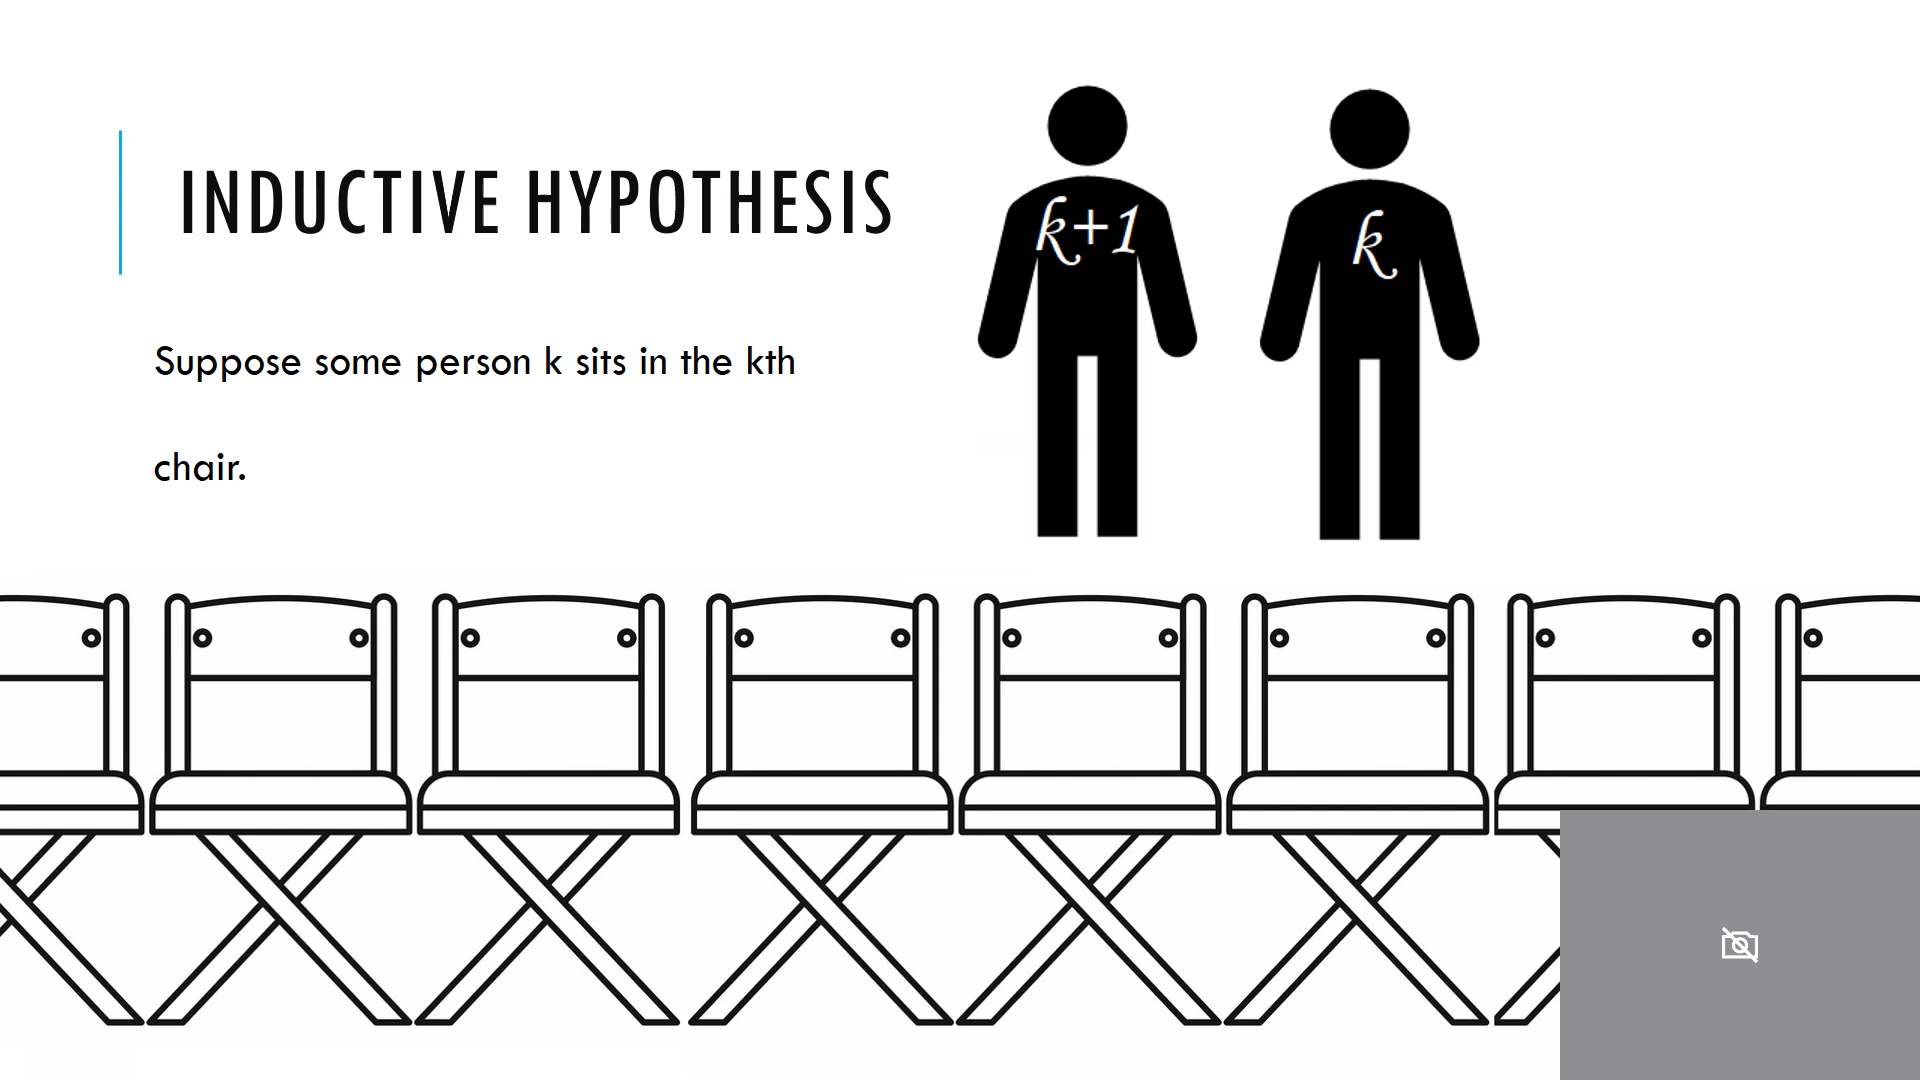 INDUCTIVE HYPOTHESIS
k+1
k
Suppose some person k sits in the kth
chair.